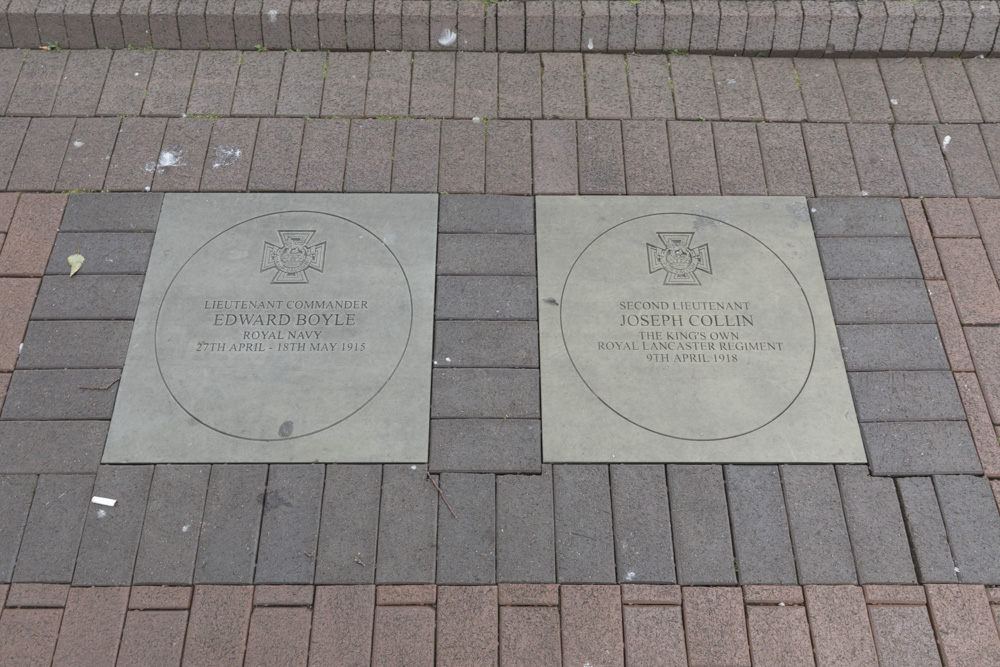 LIEUTENANT COMMANDER
EDWARD BOYLE
ROYAL NAVY
27TH APRIL - 18TH MAY 1915
SECOND LIEUTENANT
JOSEPH COLLIN
THE KING'S OWN
ROYAL LANCASTER REGIMENT
9TH APRIL 1918